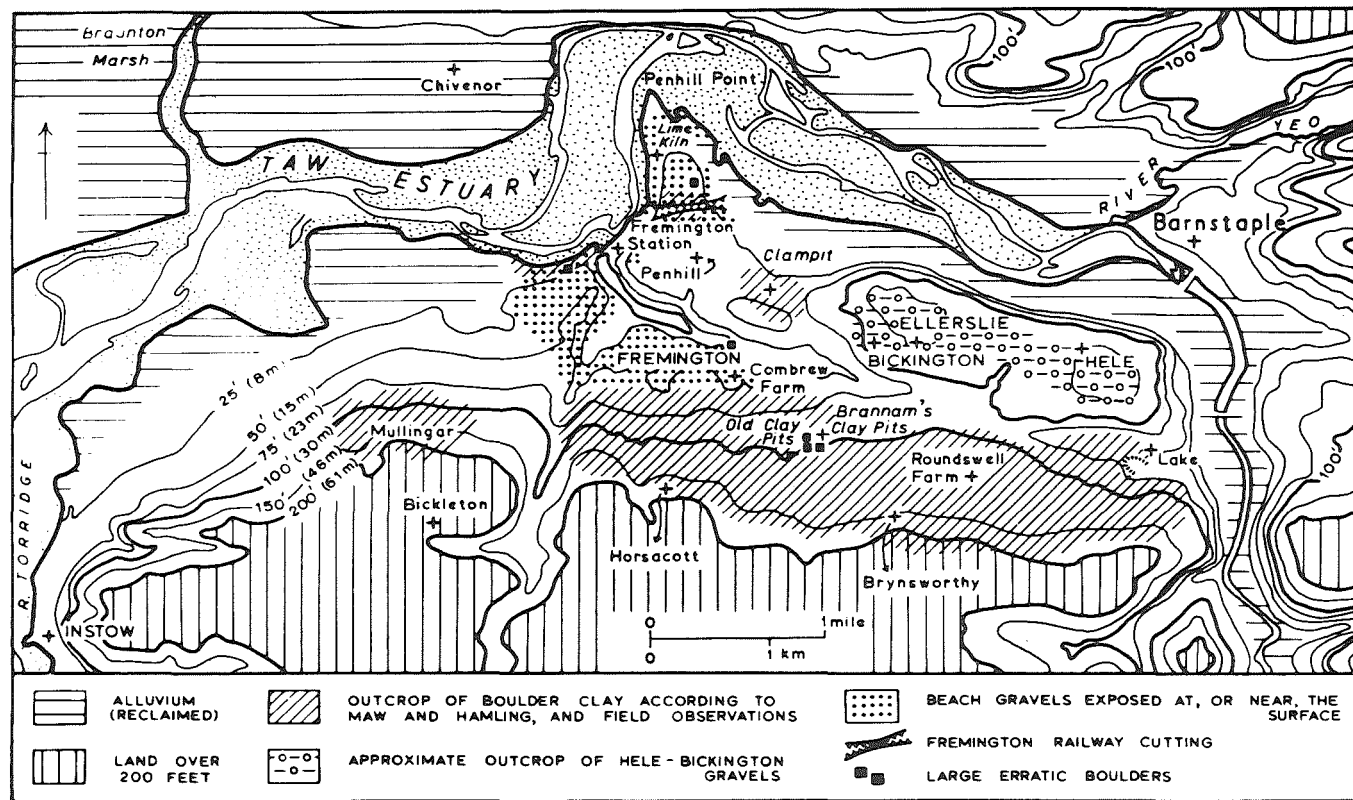 Braunton
Marsh
Chivenor
TAW ESTUARY
Penhill Point
Lime
Kiln
Fremington
Station
Penhill
Clampit
RIVER YEO
Barnstaple
100'
100'
100'
ELLERSLIE
BICKINGTON
HELE
FREMINGTON
Combrew
Farm
Old Clay
Pits
Brannam's
Clay Pits
Roundswell
Farm
Lake
25' (8m)
50' (15m)
75' (23m)
100' (30m)
150' (46m)
200' (61m)
Mullingar
Bickleton
Horsacott
Brynsworthy
R. TORRIDGE
INSTOW
0 1 mile
0 1 km
ALLUVIUM
(RECLAIMED)
LAND OVER
200 FEET
OUTCROP OF BOULDER CLAY ACCORDING TO
MAW AND HAMLING, AND FIELD OBSERVATIONS
APPROXIMATE OUTCROP OF HELE-BICKINGTON
GRAVELS
BEACH GRAVELS EXPOSED AT, OR NEAR, THE
SURFACE
FREMINGTON RAILWAY CUTTING
LARGE ERRATIC BOULDERS